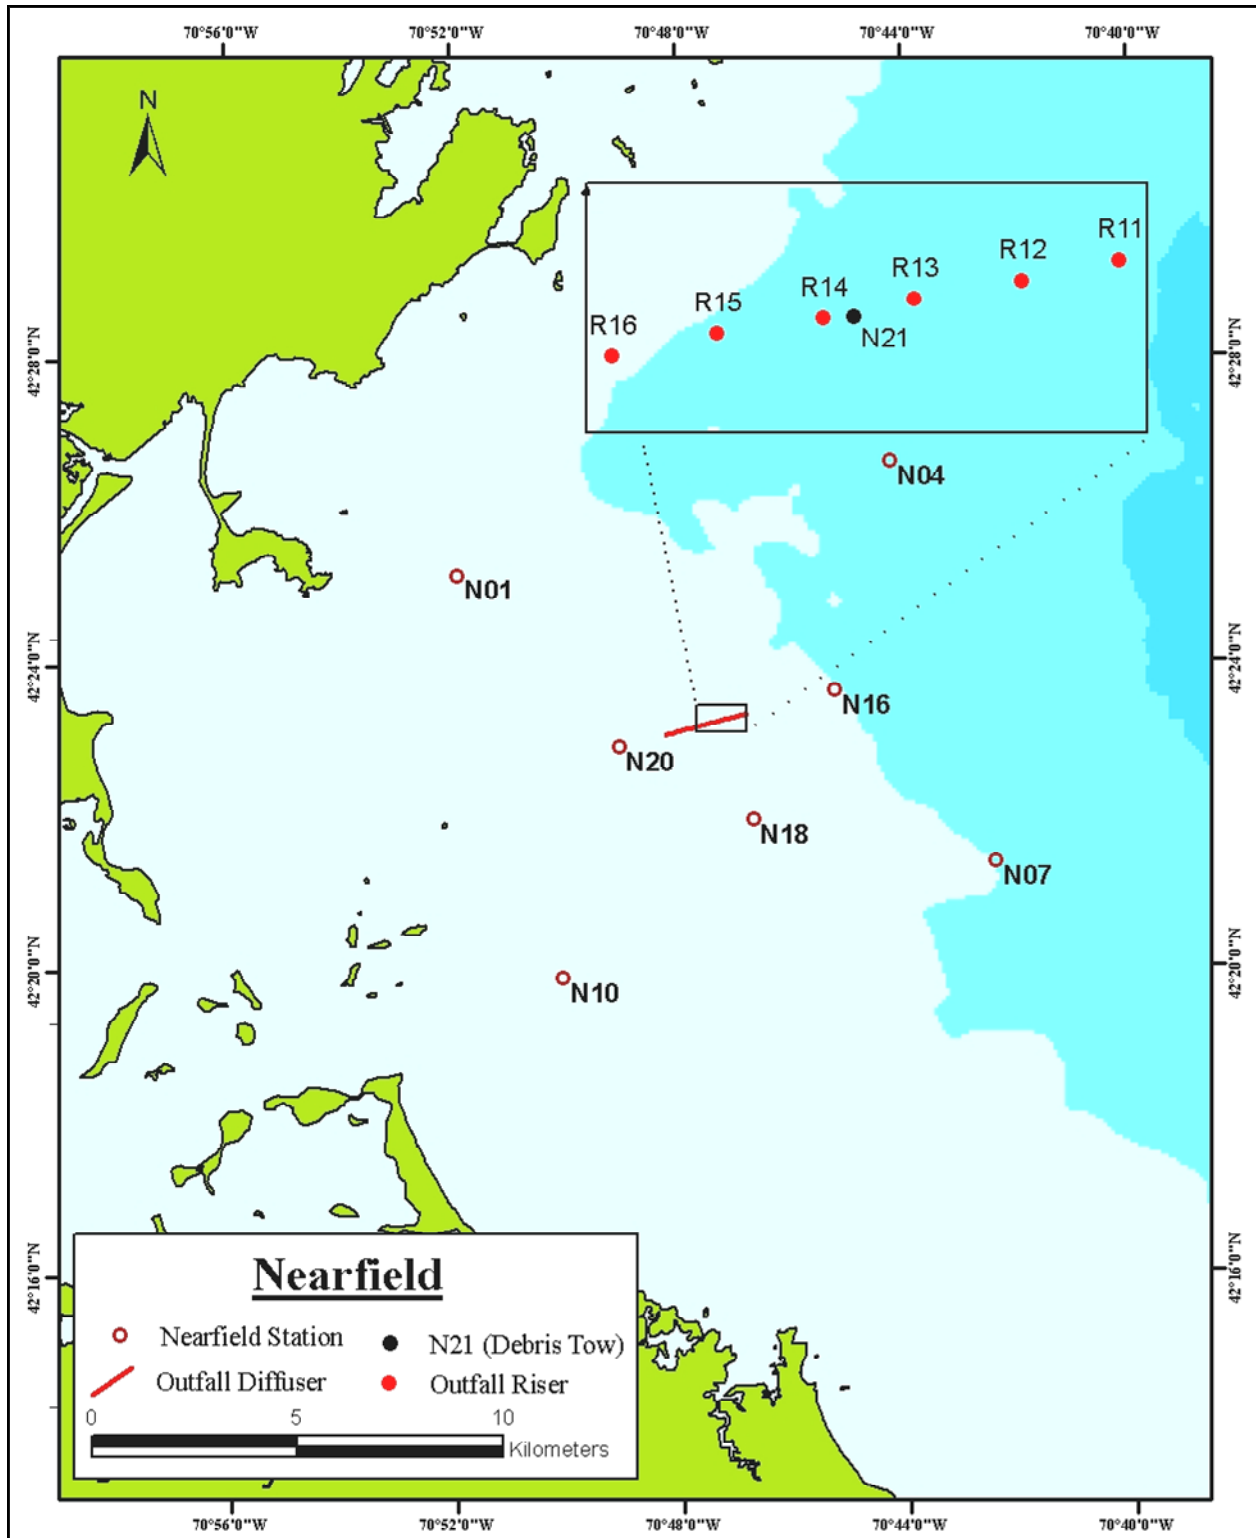 70°56'0"W
70°52'0"W
70°48'0"W
70°44'0"W
70°40'0"W
N
R11
R12
R13
R14
R15
R16
N21
42°28'0"N
42°28'0"N
N04
N01
42°24'0"N
42°24'0"N
N16
N20
N18
N07
42°20'0"N
42°20'0"N
N10
42°16'0"N
42°16'0"N
Nearfield
Nearfield Station
N21 (Debris Tow)
Outfall Diffuser
Outfall Riser
0 5 10
Kilometers
70°56'0"W
70°52'0"W
70°48'0"W
70°44'0"W
70°40'0"W